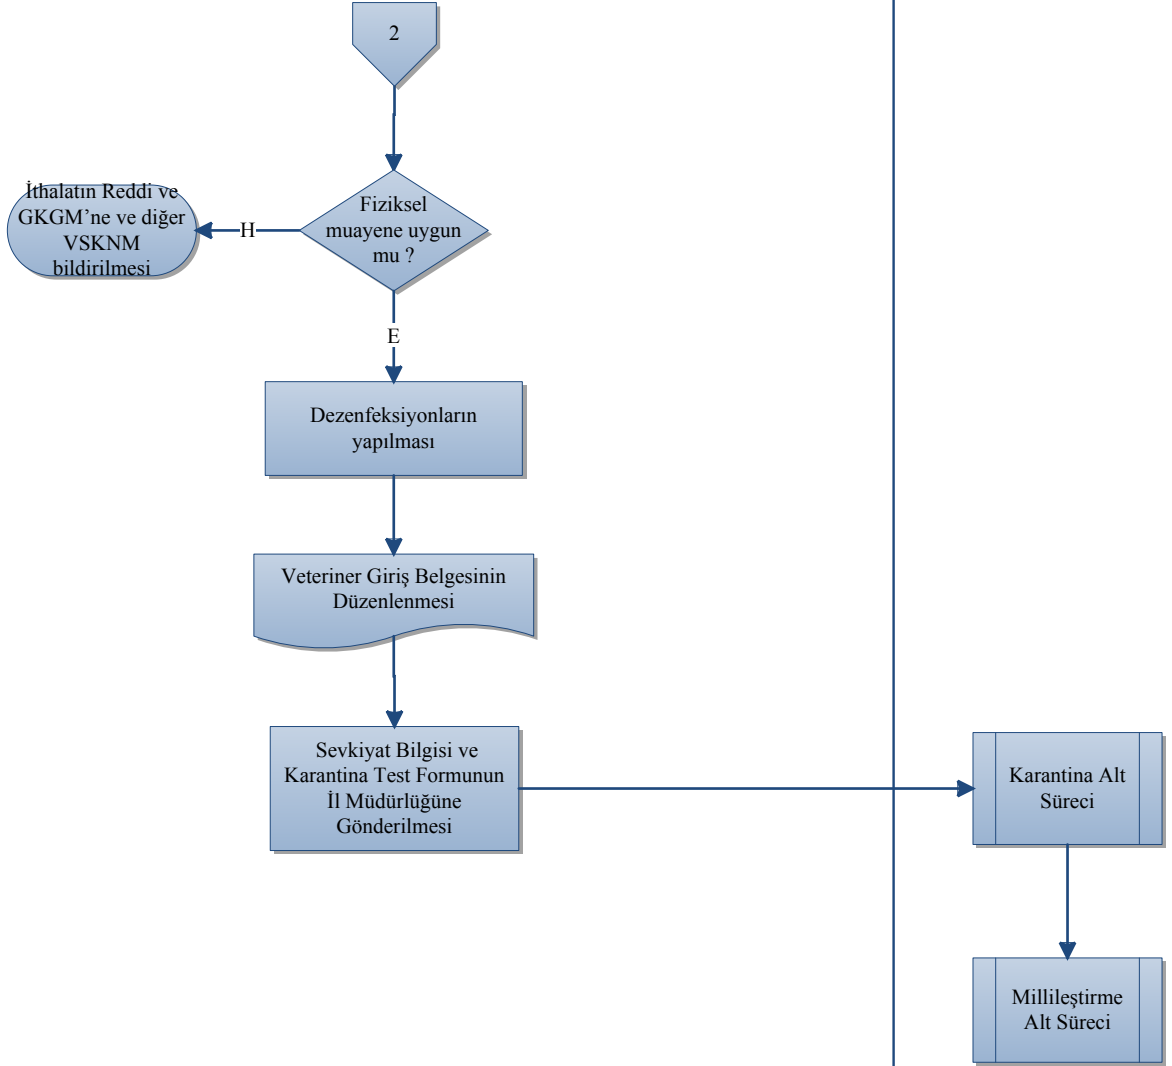 2
Fiziksel
muayene uygun
mu ?
H
İthalatın Reddi ve
GKGM’ne ve diğer
VSKNM
bildirilmesi
E
Dezenfeksiyonların
yapılması
Veteriner Giriş Belgesinin
Düzenlenmesi
Sevkiyat Bilgisi ve
Karantina Test Formunun
İl Müdürlüğüne
Gönderilmesi
Karantina Alt
Süreci
Millileştirme
Alt Süreci